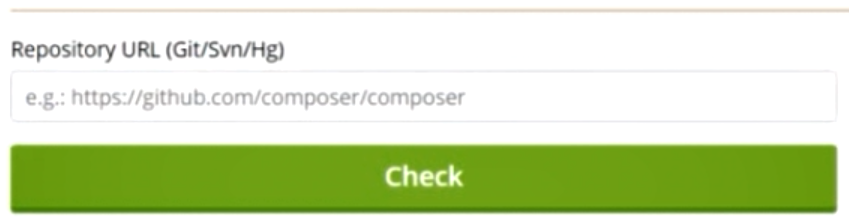 Repository URL (Git/Svn/Hg)
e.g.: https://github.com/composer/composer
Check